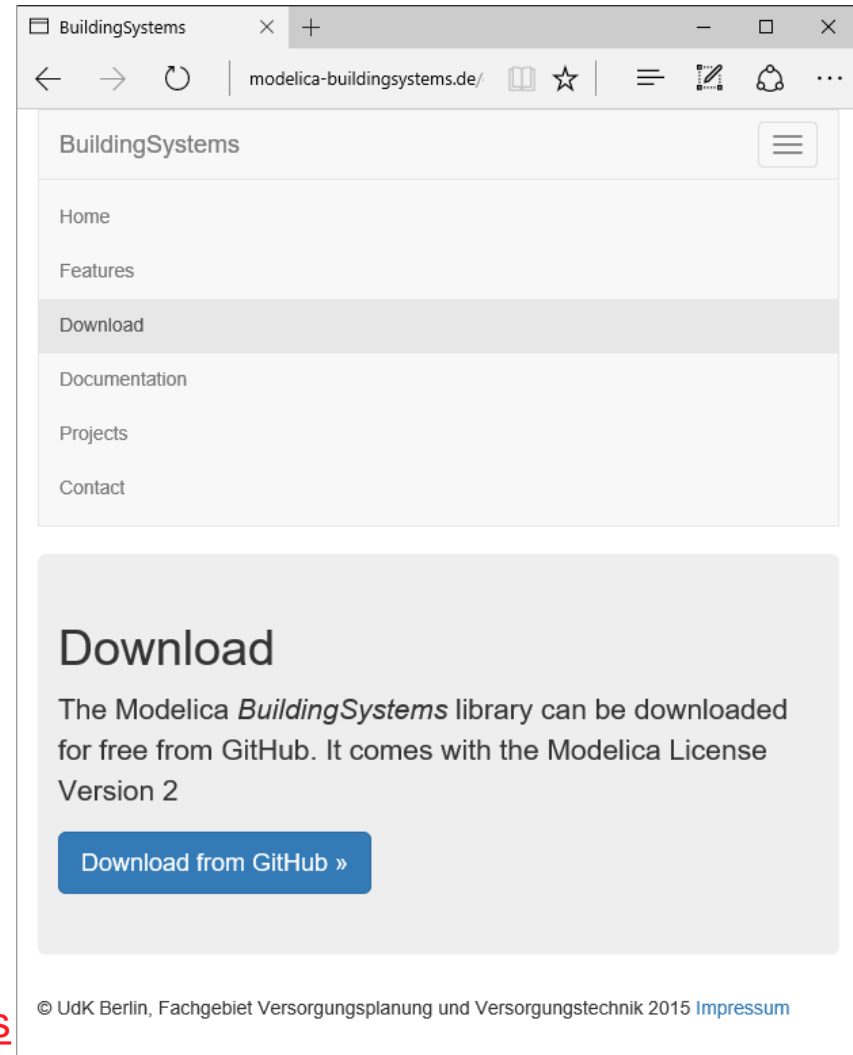 BuildingSystems
modelica-buildingsystems.de/
BuildingSystems
Home
Features
Download
Documentation
Projects
Contact
Download
The Modelica BuildingSystems library can be downloaded
for free from GitHub. It comes with the Modelica License
Version 2
Download from GitHub »
© UdK Berlin, Fachgebiet Versorgungsplanung und Versorgungstechnik 2015 Impressum
s